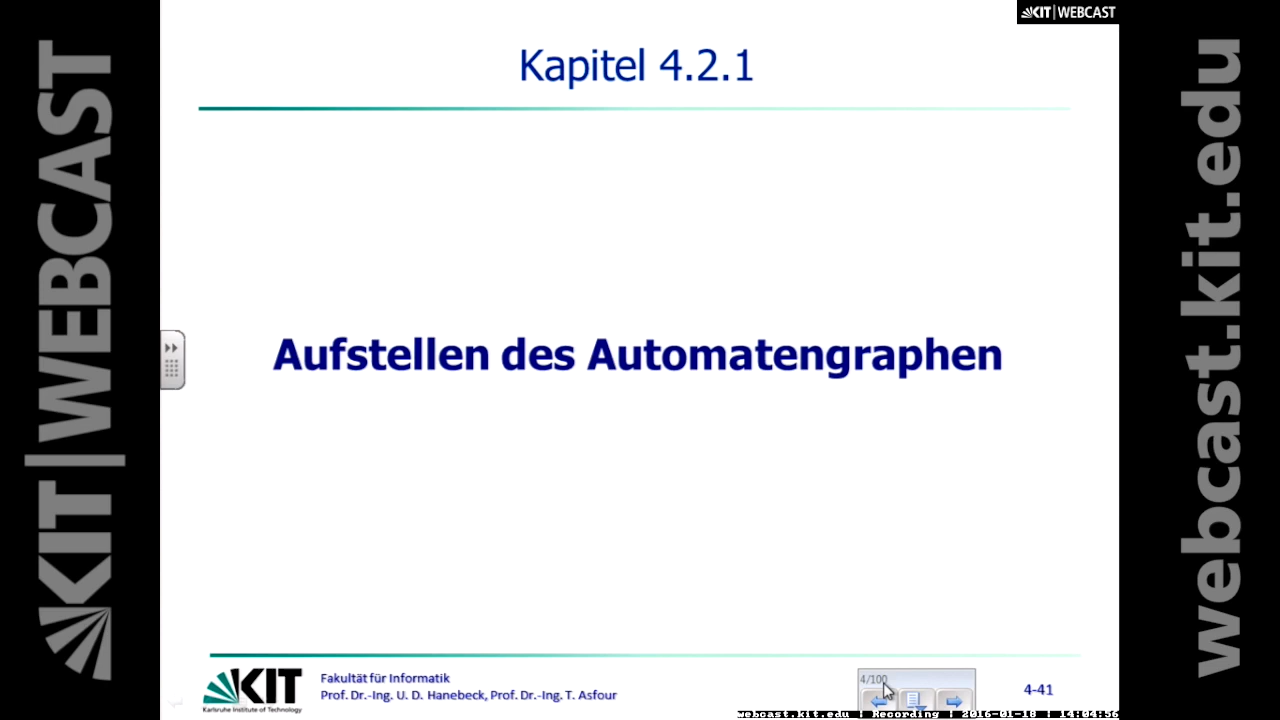 KIT|WEBCAST
KIT|WEBCAST
Kapitel 4.2.1
Aufstellen des Automatengraphen
KIT
Karlsruhe Institute of Technology
Fakultät für Informatik
Prof. Dr.-Ing. U. D. Hanebeck, Prof. Dr.-Ing. T. Asfour
4/100
4-41
webcast.kit.edu | Recording | 2016-01-18 | 14:04:56
webcast.kit.edu